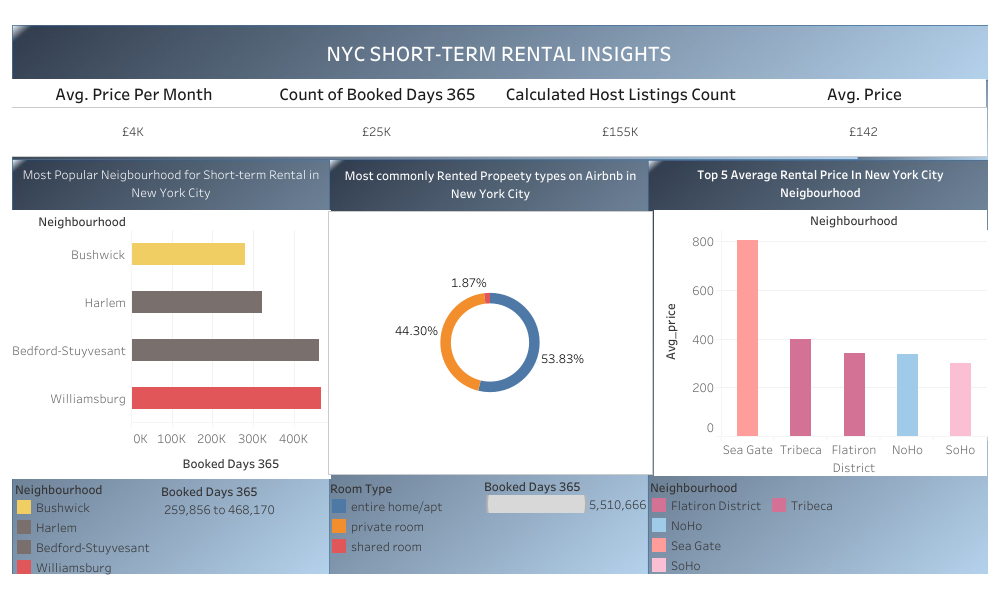 NYC SHORT-TERM RENTAL INSIGHTS
Avg. Price Per Month
Count of Booked Days 365
Calculated Host Listings Count
Avg. Price
£4K
£25K
£155K
£142
Most Popular Neigbourhood for Short-term Rental in
New York City
Neighbourhood
Bushwick
Harlem
Bedford-Stuyvesant
Williamsburg
0K 100K 200K 300K 400K
Booked Days 365
Neighbourhood
Bushwick
Harlem
Bedford-Stuyvesant
Williamsburg
Booked Days 365
259,856 to 468,170
Most commonly Rented Propeety types on Airbnb in
New York City
1.87%
44.30%
53.83%
Room Type
entire home/apt
private room
shared room
Booked Days 365
5,510,666
Top 5 Average Rental Price In New York City
Neigbourhood
Neighbourhood
Avg_price
800
600
400
200
0
Sea Gate Tribeca Flatiron NoHo SoHo
District
Neighbourhood
Flatiron District Tribeca
NoHo
Sea Gate
SoHo